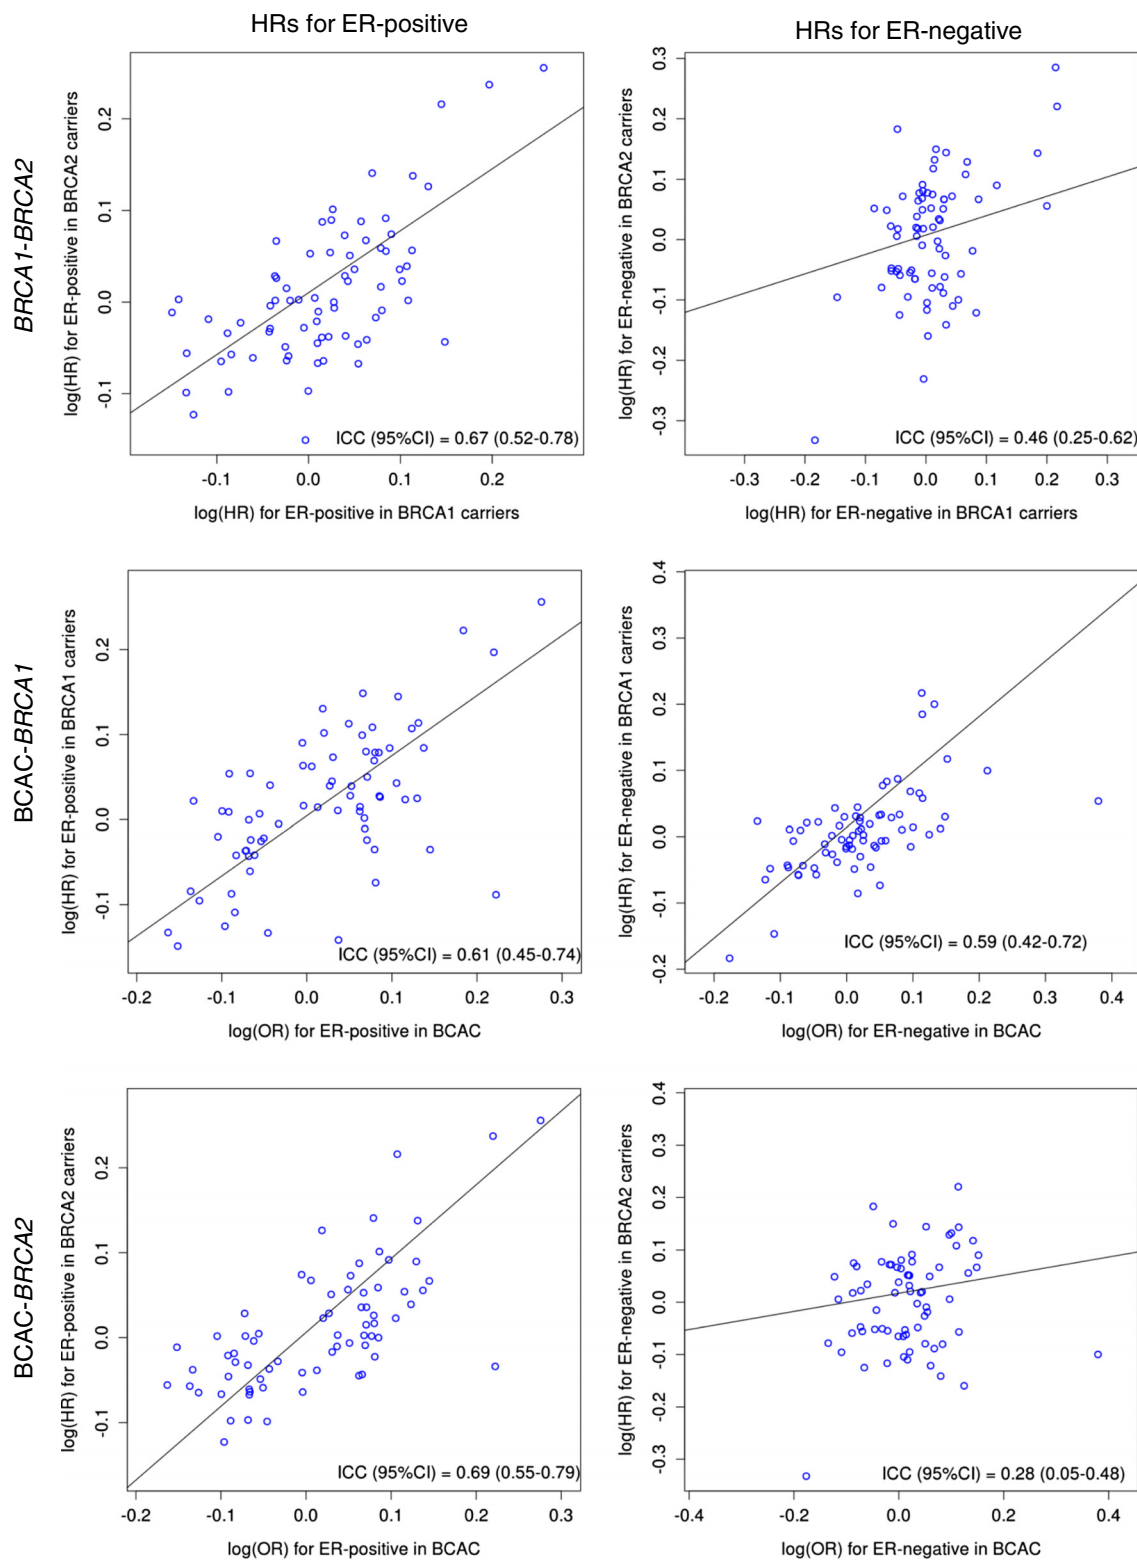 HRs for ER-positive
HRs for ER-negative
BRCA1-BRCA2
log(HR) for ER-positive in BRCA2 carriers
0.2
0.1
0.0
-0.1
ICC (95%CI) = 0.67 (0.52-0.78)
-0.1 0.0 0.1 0.2
log(HR) for ER-positive in BRCA1 carriers
log(HR) for ER-negative in BRCA2 carriers
0.3
0.2
0.1
0.0
-0.1
-0.2
-0.3
ICC (95%CI) = 0.46 (0.25-0.62)
-0.3 -0.2 -0.1 0.0 0.1 0.2 0.3
log(HR) for ER-negative in BRCA1 carriers
BCAC-BRCA1
log(HR) for ER-positive in BRCA1 carriers
0.2
0.1
0.0
-0.1
ICC (95%CI) = 0.61 (0.45-0.74)
-0.2 -0.1 0.0 0.1 0.2 0.3
log(OR) for ER-positive in BCAC
log(HR) for ER-negative in BRCA1 carriers
0.4
0.3
0.2
0.1
0.0
-0.1
-0.2
ICC (95%CI) = 0.59 (0.42-0.72)
-0.2 -0.1 0.0 0.1 0.2 0.3 0.4
log(OR) for ER-negative in BCAC
BCAC-BRCA2
log(HR) for ER-positive in BRCA2 carriers
0.2
0.1
0.0
-0.1
ICC (95%CI) = 0.69 (0.55-0.79)
-0.2 -0.1 0.0 0.1 0.2 0.3
log(OR) for ER-positive in BCAC
log(HR) for ER-negative in BRCA2 carriers
0.4
0.3
0.2
0.1
0.0
-0.1
-0.2
-0.3
ICC (95%CI) = 0.28 (0.05-0.48)
-0.4 -0.2 0.0 0.2 0.4
log(OR) for ER-negative in BCAC